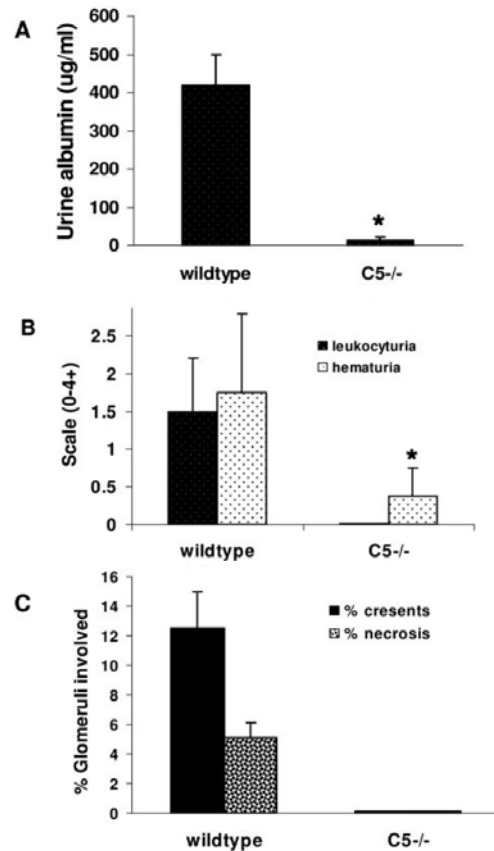 A
Urine albumin (ug/ml)
600
500
400
300
200
100
0
*
wildtype
C5-/-
B
Scale (0-4+)
2.5
2
1.5
1
0.5
0
leukocyturia
hematuria
*
wildtype
C5-/-
C
% Glomeruli involved
16
14
12
10
8
6
4
2
0
% cresents
% necrosis
wildtype
C5-/-